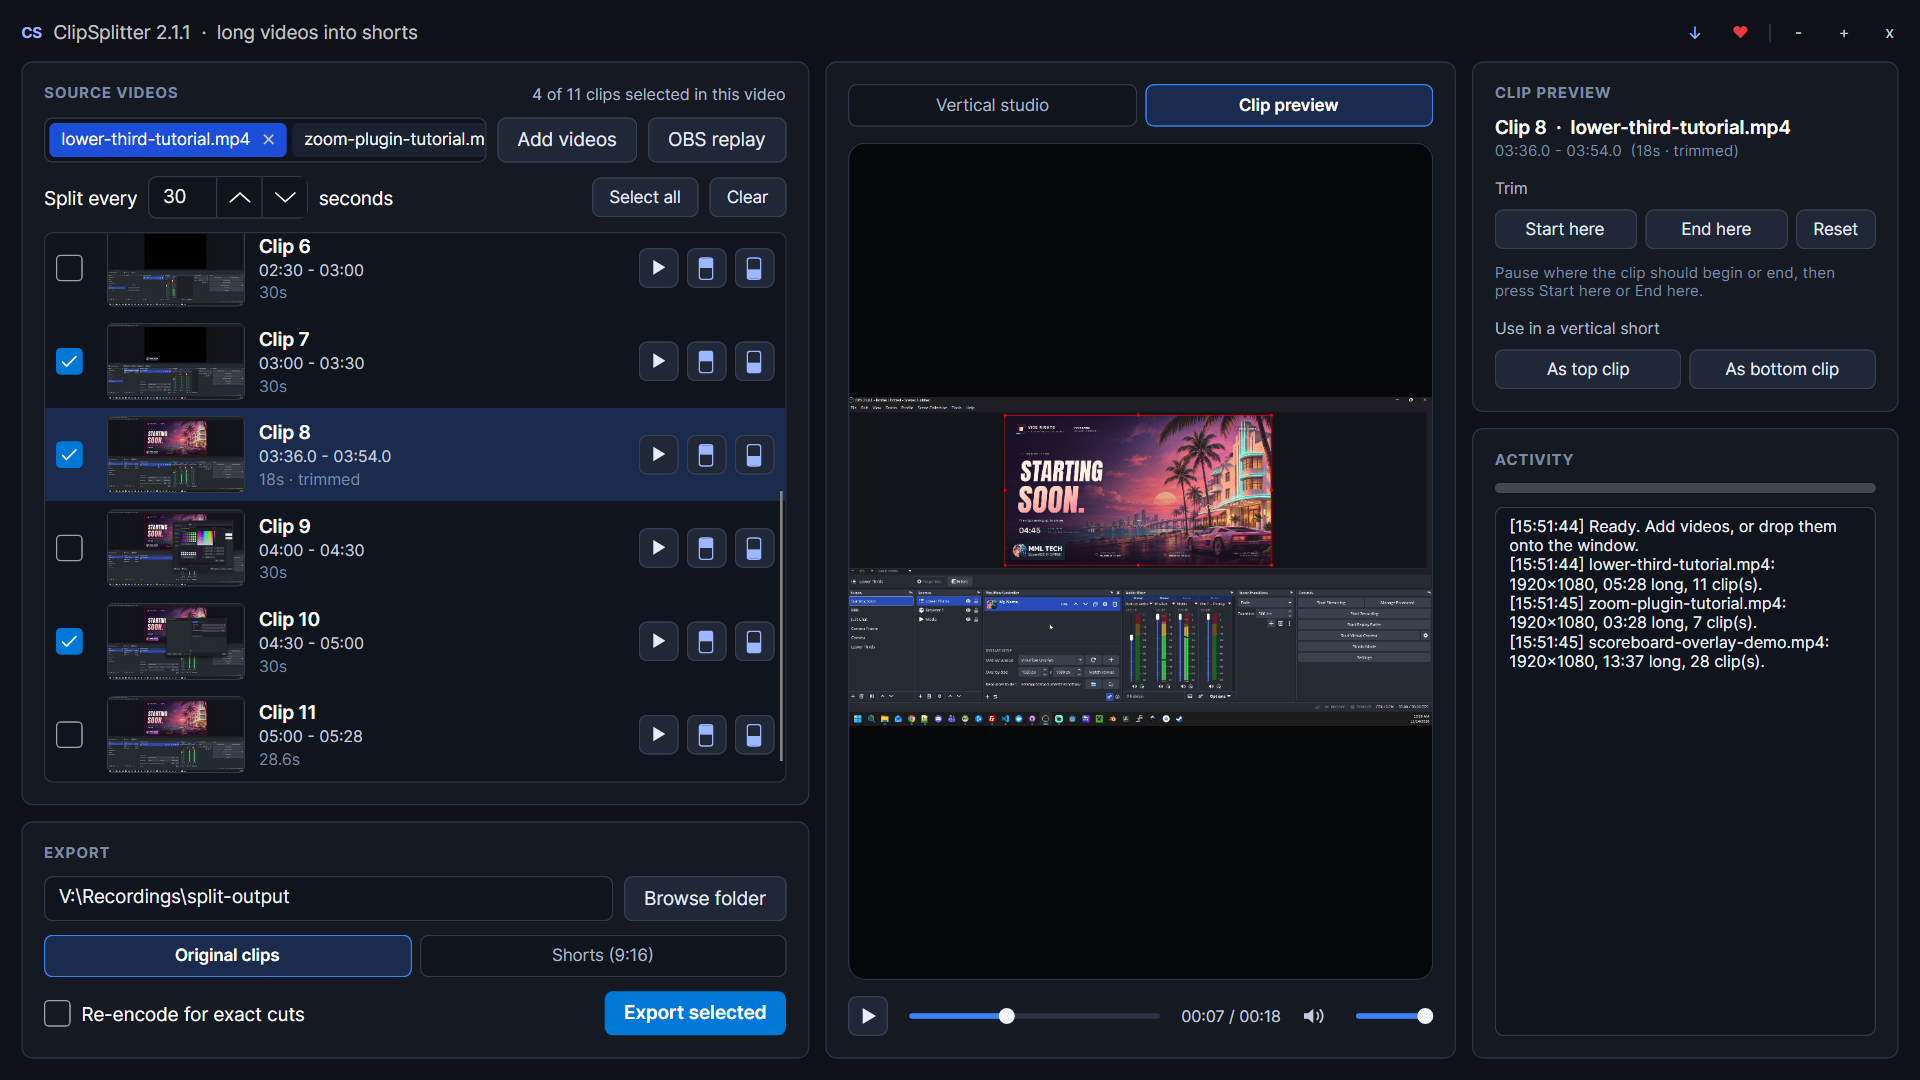 CS ClipSplitter 2.1.1 · long videos into shorts
- + x
SOURCE VIDEOS
4 of 11 clips selected in this video
lower-third-tutorial.mp4 ×
zoom-plugin-tutorial.m
Add videos
OBS replay
Split every 30 seconds
Select all
Clear
Clip 6
02:30 - 03:00
30s
Clip 7
03:00 - 03:30
30s
Clip 8
03:36.0 - 03:54.0
18s · trimmed
Clip 9
04:00 - 04:30
30s
Clip 10
04:30 - 05:00
30s
Clip 11
05:00 - 05:28
28.6s
EXPORT
V:\Recordings\split-output
Browse folder
Original clips
Shorts (9:16)
Re-encode for exact cuts
Export selected
Vertical studio
Clip preview
STARTING
SOON.
04:45
MML TECH
00:07 / 00:18
CLIP PREVIEW
Clip 8 · lower-third-tutorial.mp4
03:36.0 - 03:54.0 (18s · trimmed)
Trim
Start here
End here
Reset
Pause where the clip should begin or end, then
press Start here or End here.
Use in a vertical short
As top clip
As bottom clip
ACTIVITY
[15:51:44] Ready. Add videos, or drop them
onto the window.
[15:51:44] lower-third-tutorial.mp4:
1920×1080, 05:28 long, 11 clip(s).
[15:51:45] zoom-plugin-tutorial.mp4:
1920×1080, 03:28 long, 7 clip(s).
[15:51:45] scoreboard-overlay-demo.mp4:
1920×1080, 13:37 long, 28 clip(s).